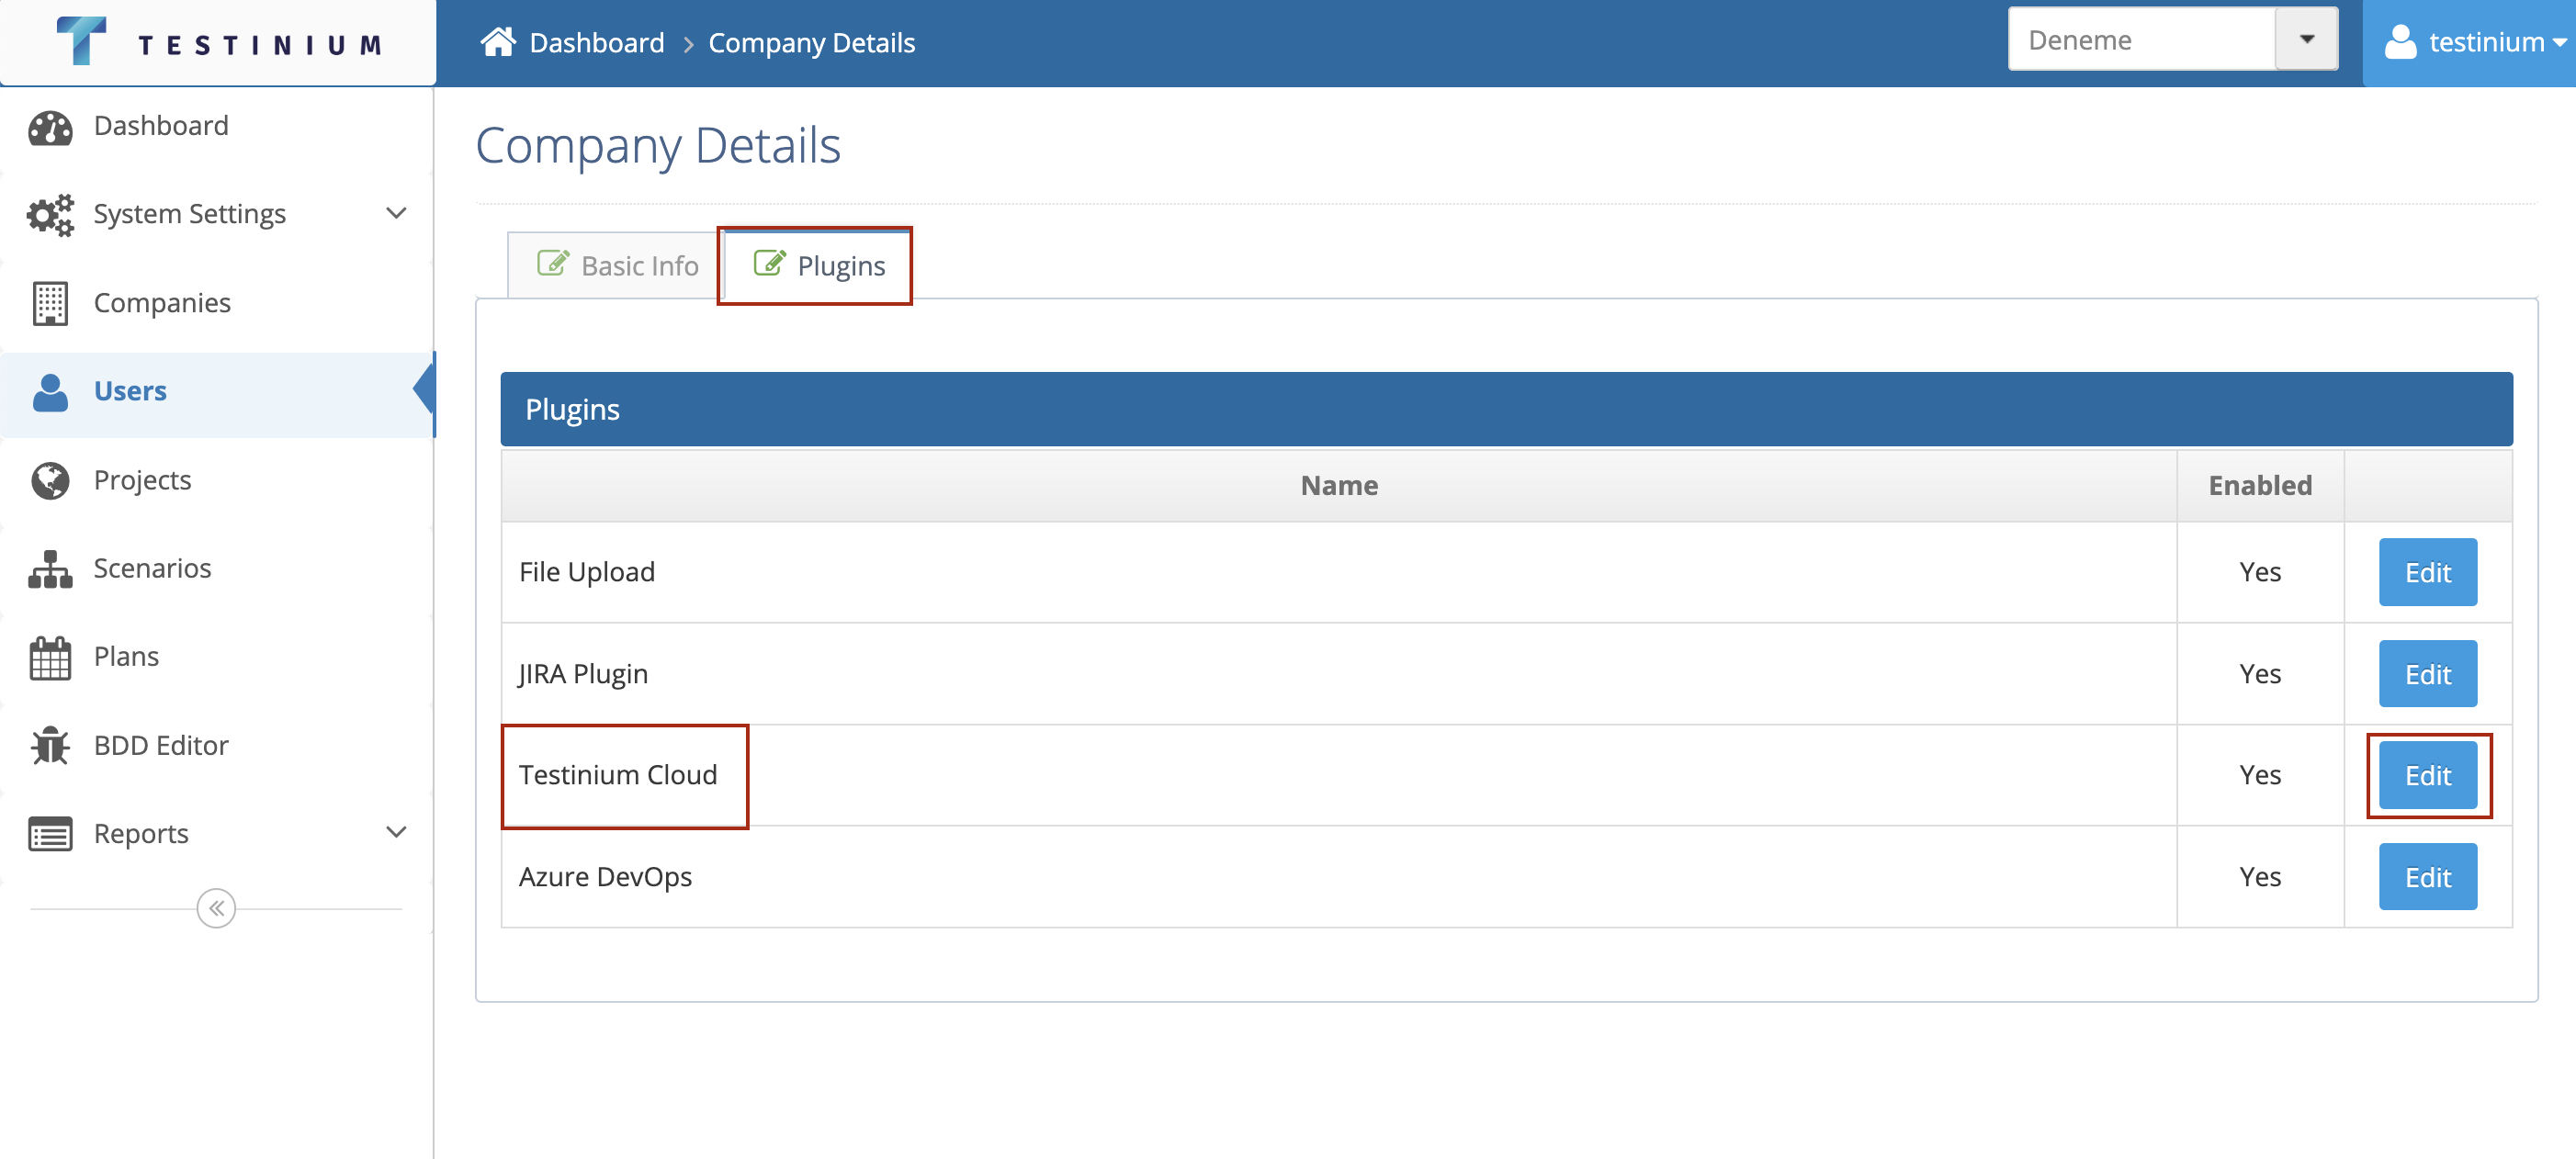 TESTINIUM
Dashboard > Company Details
Deneme
testinium
Dashboard
System Settings
Companies
Users
Projects
Scenarios
Plans
BDD Editor
Reports
Company Details
Basic Info
Plugins
Plugins
Name Enabled
File Upload Yes Edit
JIRA Plugin Yes Edit
Testinium Cloud Yes Edit
Azure DevOps Yes Edit